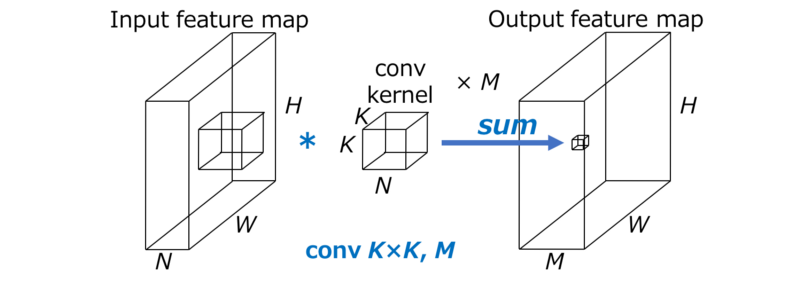 Input feature map
Output feature map
conv
kernel
× M
H
K
K
*
sum
H
N
W
W
N
M
conv K×K, M